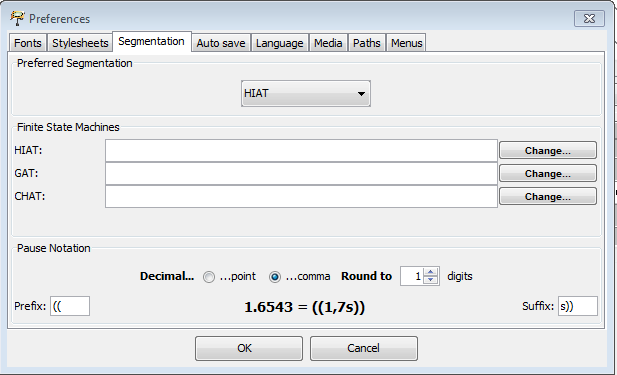 Preferences
Fonts Stylesheets Segmentation Auto save Language Media Paths Menus
Preferred Segmentation
HIAT
Finite State Machines
HIAT: Change...
GAT: Change...
CHAT: Change...
Pause Notation
Decimal... ...point ...comma Round to 1 digits
Prefix: (( 1.6543 = ((1,7s)) Suffix: s))
OK Cancel